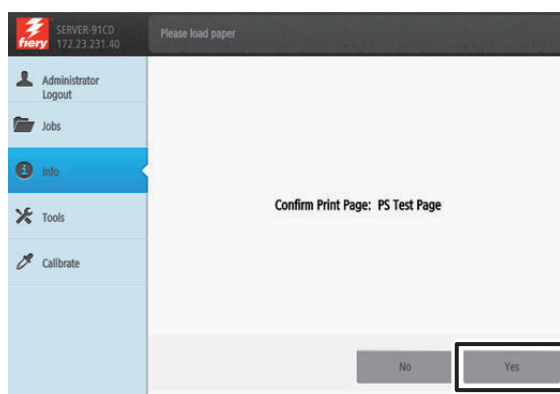 fiery
SERVER-91CD
172.23.231.40
Please load paper
Administrator
Logout
Jobs
Info
Tools
Calibrate
Confirm Print Page: PS Test Page
No
Yes